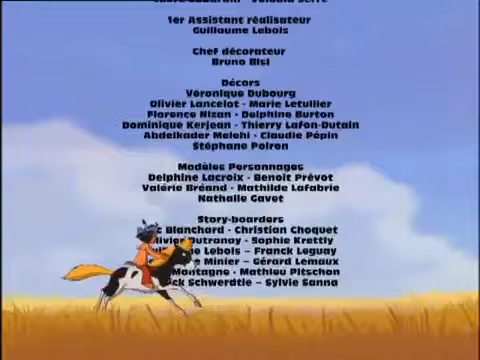 1er Assistant réalisateur
Guillaume Lebois
Chef décorateur
Bruno Bisi
Décors
Véronique Dubourg
Olivier Lancelot - Marie Letullier
Florence Nizan - Delphine Burton
Dominique Kerjean - Thierry Lafon-Dutain
Abdelkader Melehi - Claudie Pépin
Stéphane Poiron
Modèles Personnages
Delphine Lacroix - Benoît Prévot
Valérie Bréand - Mathilde Lafabrie
Nathalie Gavet
Story-boarders
Blanchard - Christian Choquet
Dutranoy - Sophie Krettly
Lebois - Franck Leguay
Minier - Gérard Lemaux
Montagne - Mathieu Pitschon
Schwerdtle - Sylvie Sanna